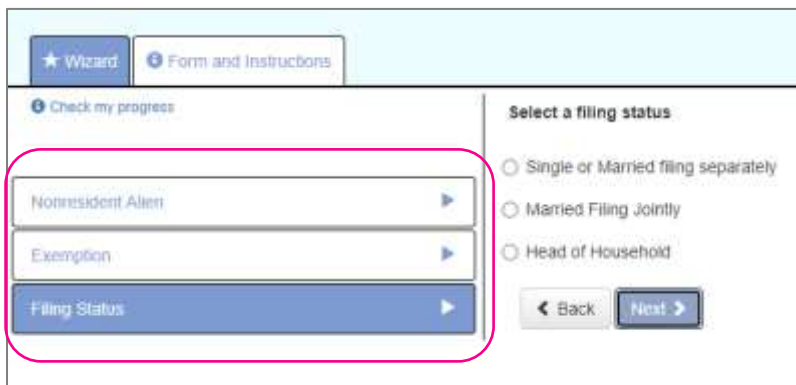 Wizard
Form and Instructions
Check my progress
Nonresident Alien
Exemption
Filing Status
Select a filing status
Single or Married filing separately
Married Filing Jointly
Head of Household
Back
Next